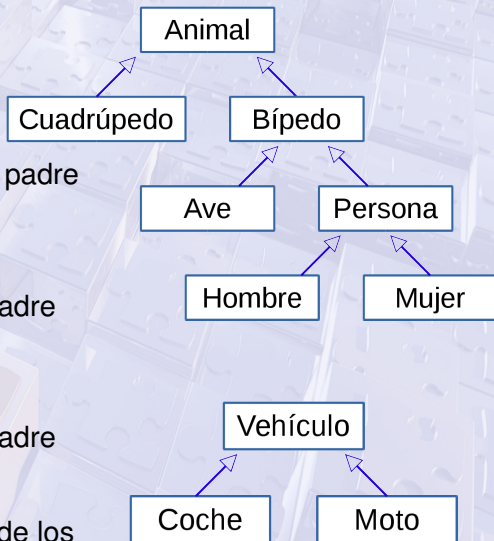 Animal
Cuadrúpedo Bípedo
padre
Ave Persona
adre
Hombre Mujer
Vehículo
adre
Coche Moto
de los